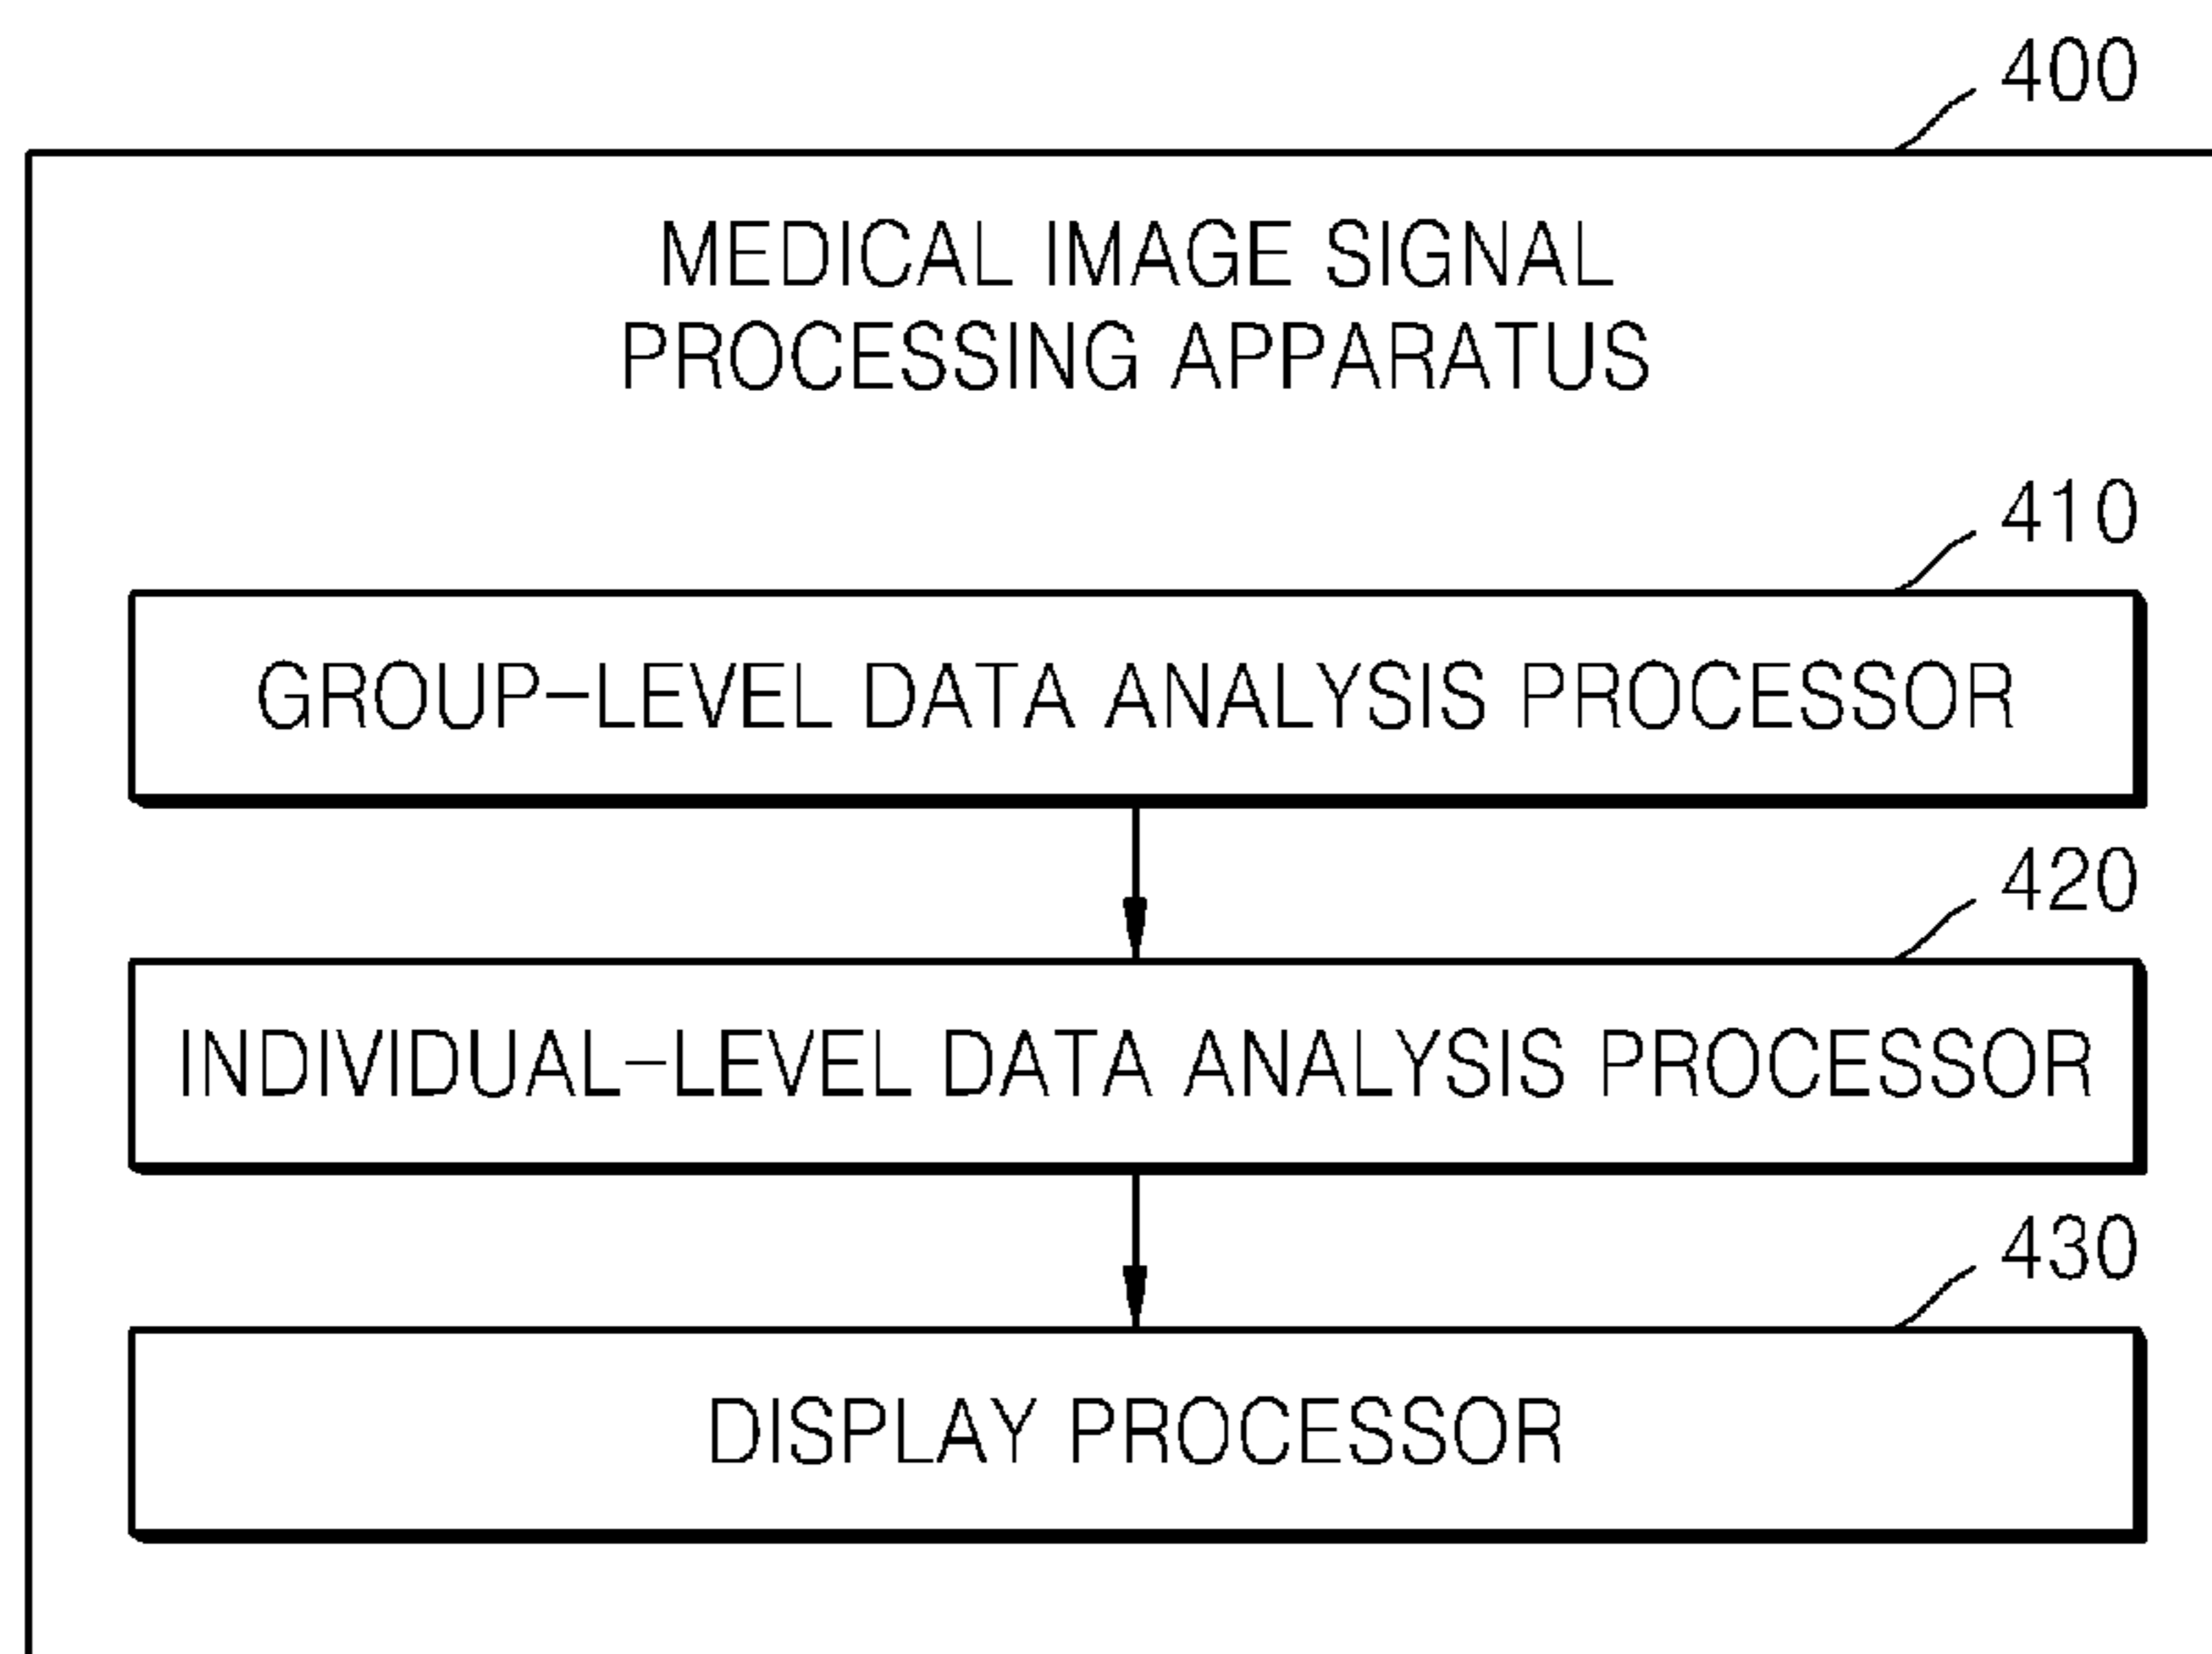 400
MEDICAL IMAGE SIGNAL
PROCESSING APPARATUS
410
GROUP-LEVEL DATA ANALYSIS PROCESSOR
420
INDIVIDUAL-LEVEL DATA ANALYSIS PROCESSOR
430
DISPLAY PROCESSOR